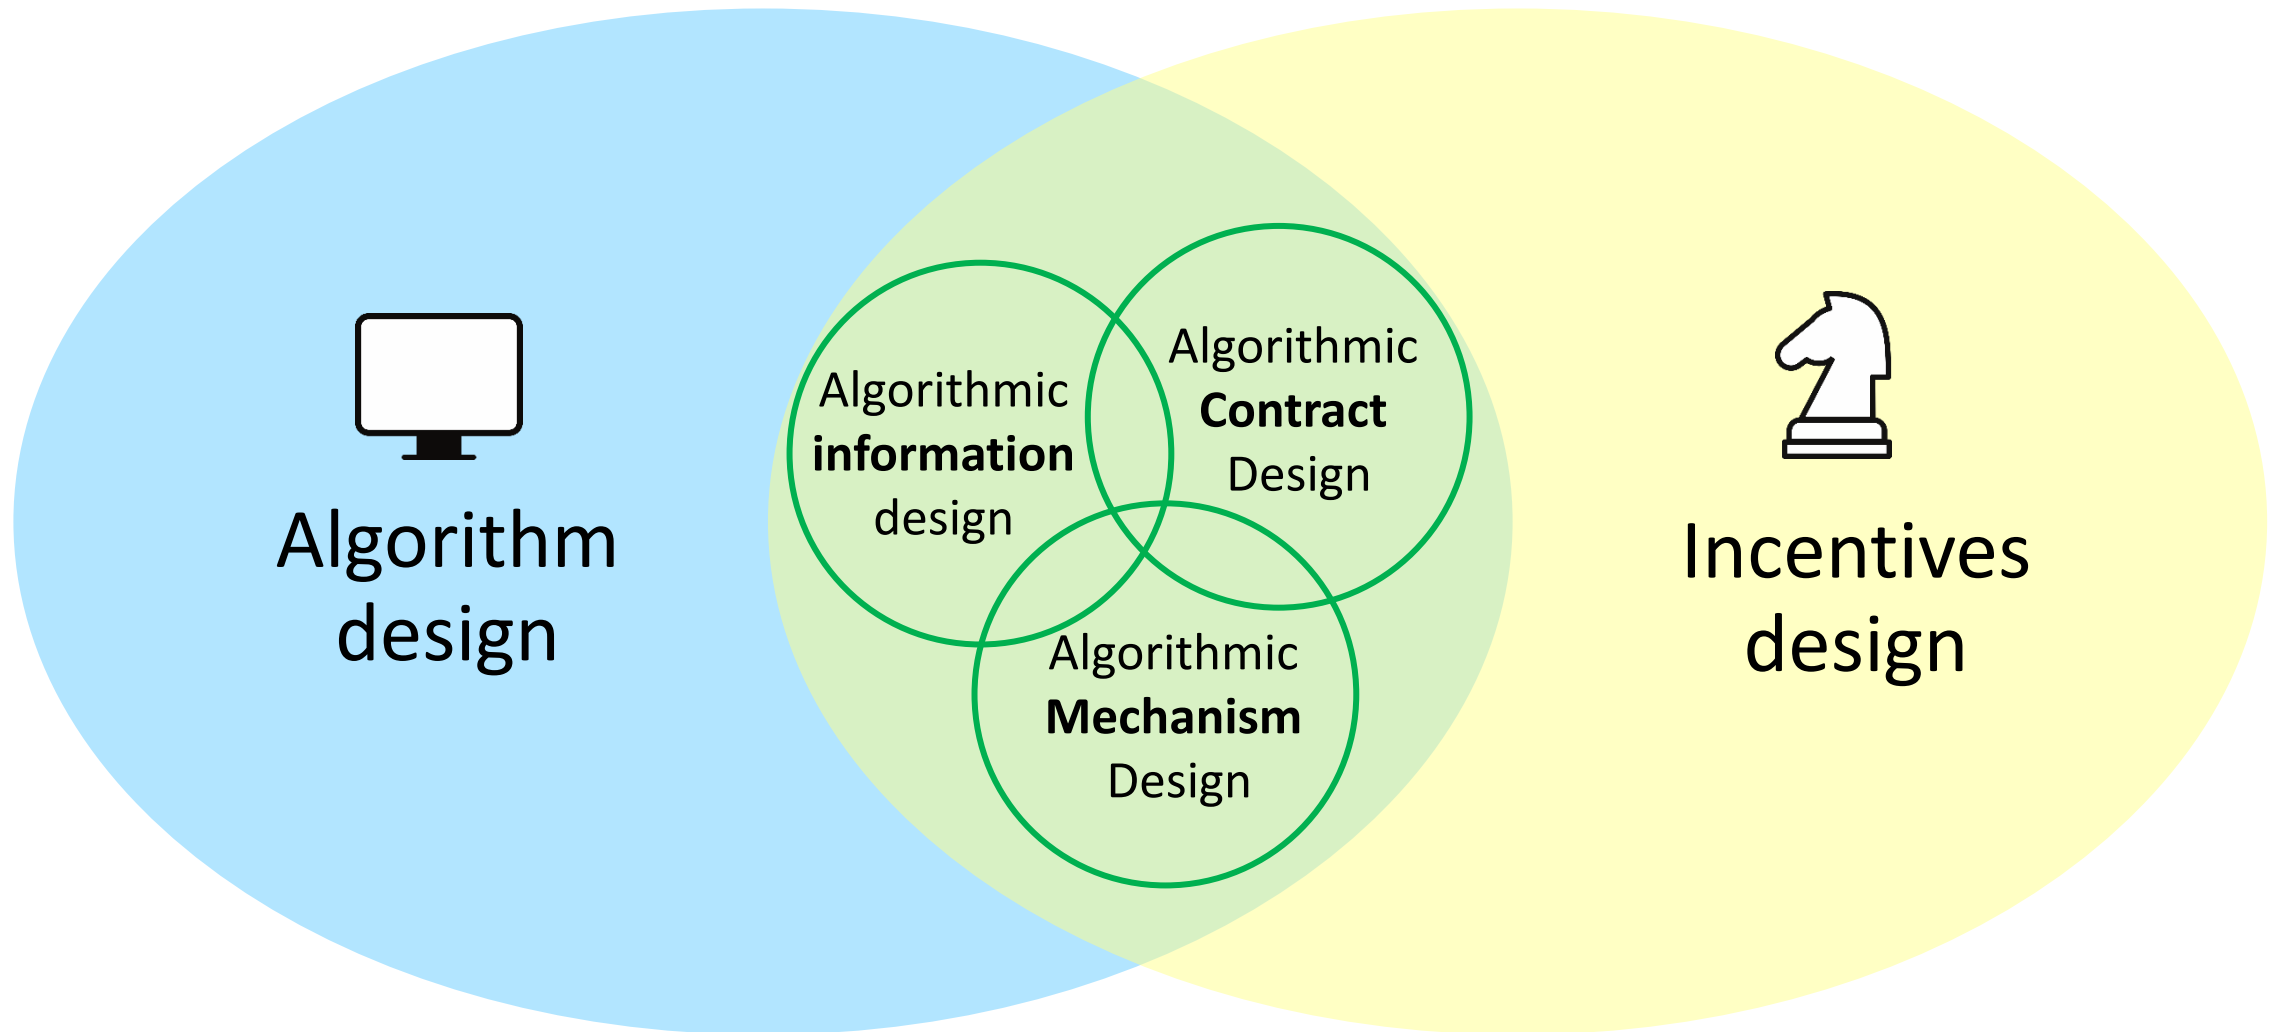 Algorithm
design
Algorithmic
information
design
Algorithmic
Contract
Design
Algorithmic
Mechanism
Design
Incentives
design